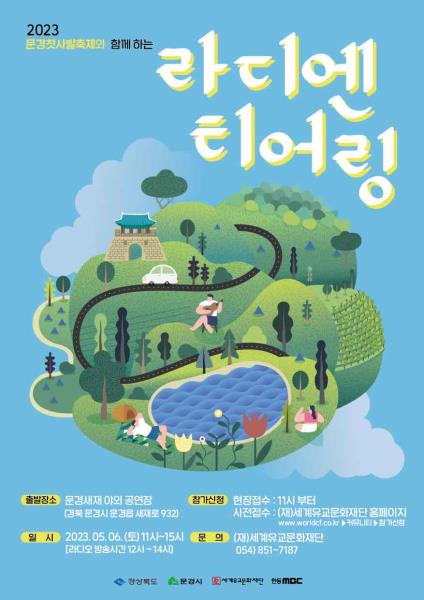 2023
문경찻사발축제와 함께 하는
라디엔
티어링
출발장소 문경새재 야외 공연장
(경북 문경시 문경읍 새재로 932)
일 시 2023. 05. 06. (토) 11시~15시
[라디오 방송시간 12시 ~ 14시]
참가신청 현장접수 : 11시 부터
사전접수 : (재)세계유교문화재단 홈페이지
www.worldcf.co.kr ▶커뮤니티▶참가신청
문 의 (재)세계유교문화재단
054) 851-7187
경상북도 문경시 세계유교문화재단 안동MBC